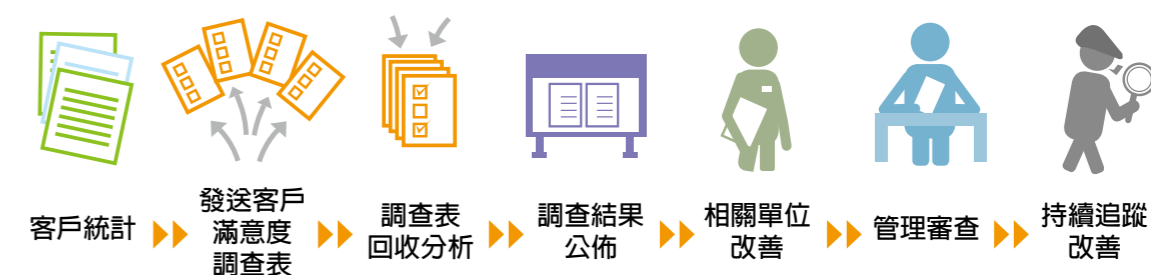 客戶統計
發送客戶
滿意度
調查表
調查表
回收分析
調查結果
公佈
相關單位
改善
管理審查
持續追蹤
改善